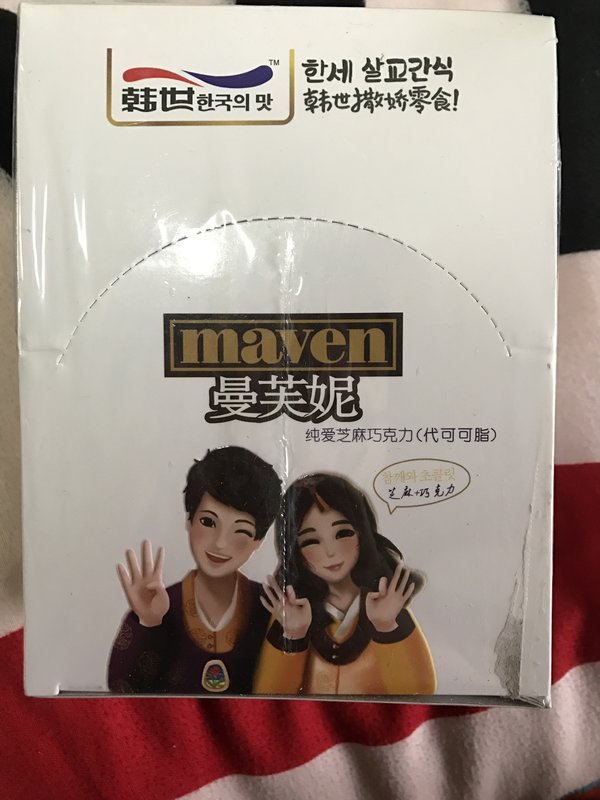 韩世 한국의 맛 TM
한세 살교간식
韩世撒娇零食!
maven
曼芙妮
纯爱芝麻巧克力(代可可脂)
참깨와 초콜릿
芝麻+巧克力